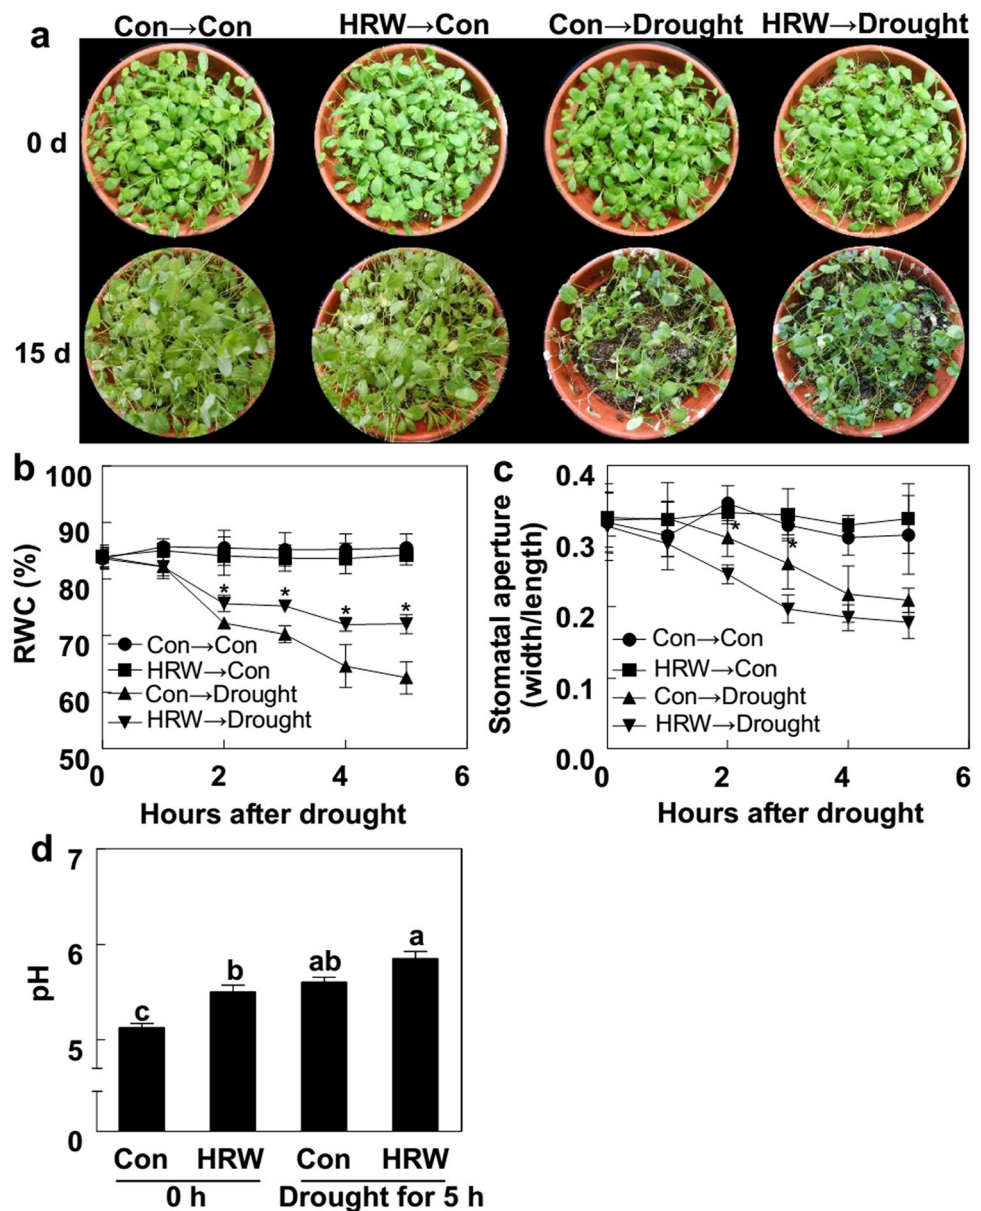 a
Con→Con HRW→Con Con→Drought HRW→Drought
0 d
15 d
b
100
90
80
70
60
50
RWC (%)
* * * *
Con→Con
HRW→Con
Con→Drought
HRW→Drought
0 2 4 6
Hours after drought
c
0.4
0.3
0.2
0.1
0.0
Stomatal aperture
(width/length)
* *
Con→Con
HRW→Con
Con→Drought
HRW→Drought
0 2 4 6
Hours after drought
d
7
6
5
0
pH
c b ab a
Con HRW Con HRW
0 h Drought for 5 h